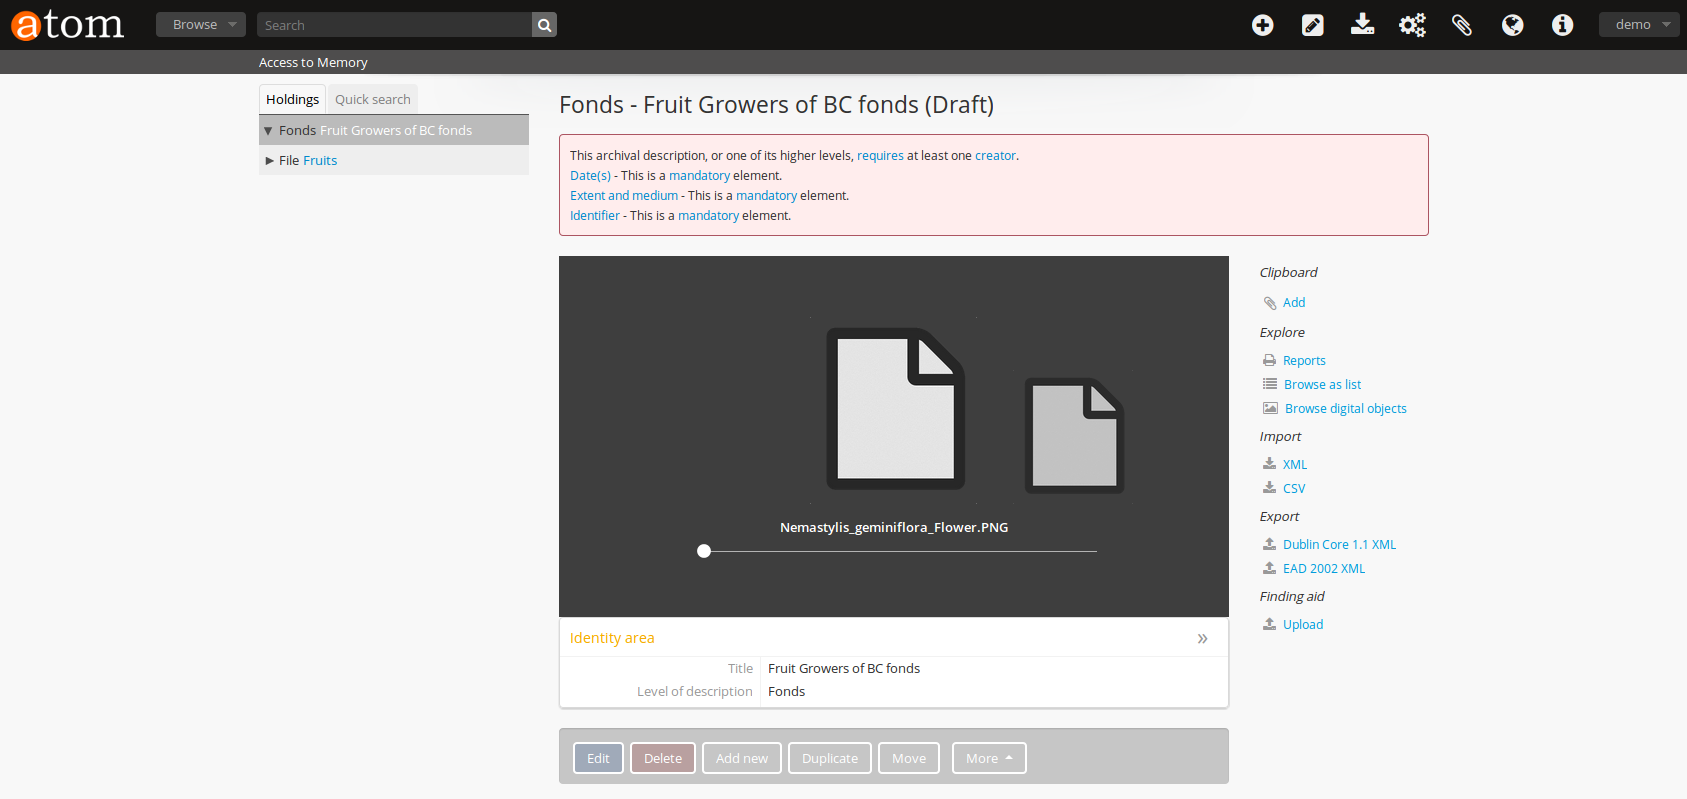 atom
Browse
Search
demo
Access to Memory
Holdings
Quick search
Fonds Fruit Growers of BC fonds
File Fruits
Fonds - Fruit Growers of BC fonds (Draft)
This archival description, or one of its higher levels, requires at least one creator.
Date(s) - This is a mandatory element.
Extent and medium - This is a mandatory element.
Identifier - This is a mandatory element.
Nemastylis_geminiflora_Flower.PNG
Identity area »
Title Fruit Growers of BC fonds
Level of description Fonds
Edit
Delete
Add new
Duplicate
Move
More
Clipboard
Add
Explore
Reports
Browse as list
Browse digital objects
Import
XML
CSV
Export
Dublin Core 1.1 XML
EAD 2002 XML
Finding aid
Upload